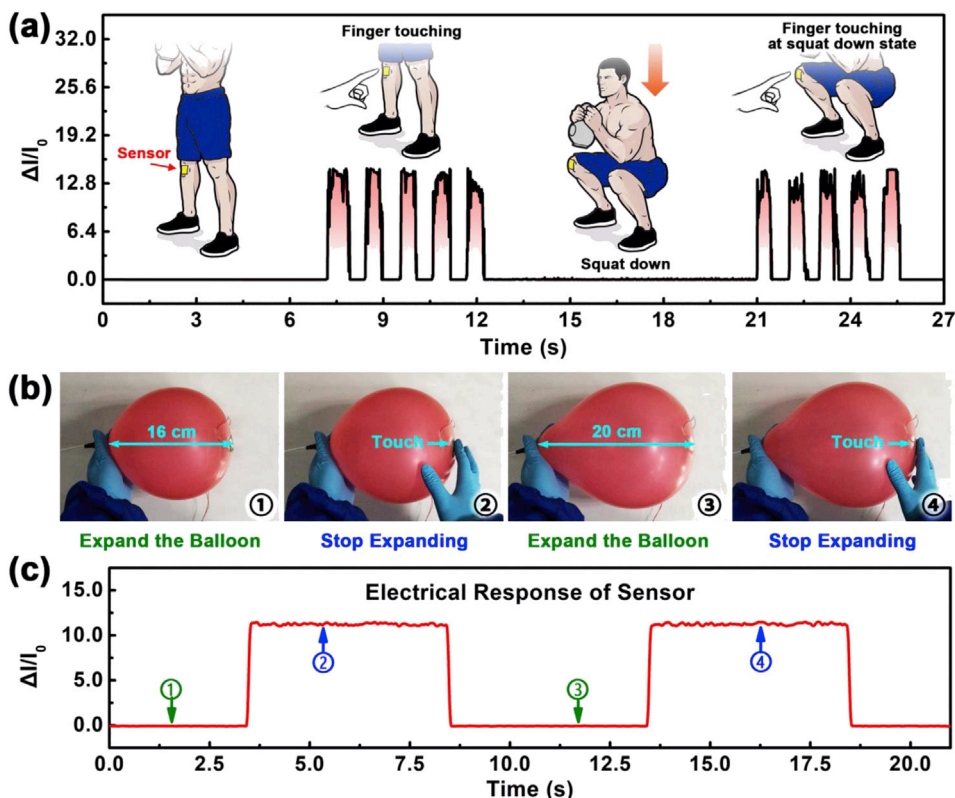 (a)
Finger touching
Finger touching
at squat down state
Sensor
Squat down
ΔI/I₀
32.0
25.6
19.2
12.8
6.4
0.0
0 3 6 9 12 15 18 21 24 27
Time (s)
(b)
16 cm
Touch
20 cm
Touch
① ② ③ ④
Expand the Balloon
Stop Expanding
Expand the Balloon
Stop Expanding
(c)
Electrical Response of Sensor
ΔI/I₀
15.0
10.0
5.0
0.0
① ② ③ ④
0.0 2.5 5.0 7.5 10.0 12.5 15.0 17.5 20.0
Time (s)